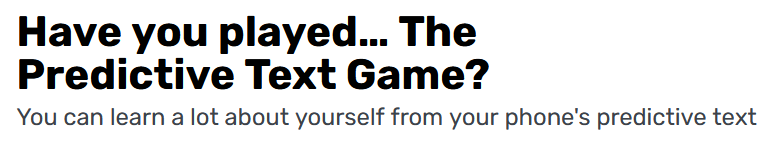 Have you played... The
Predictive Text Game?
You can learn a lot about yourself from your phone's predictive text